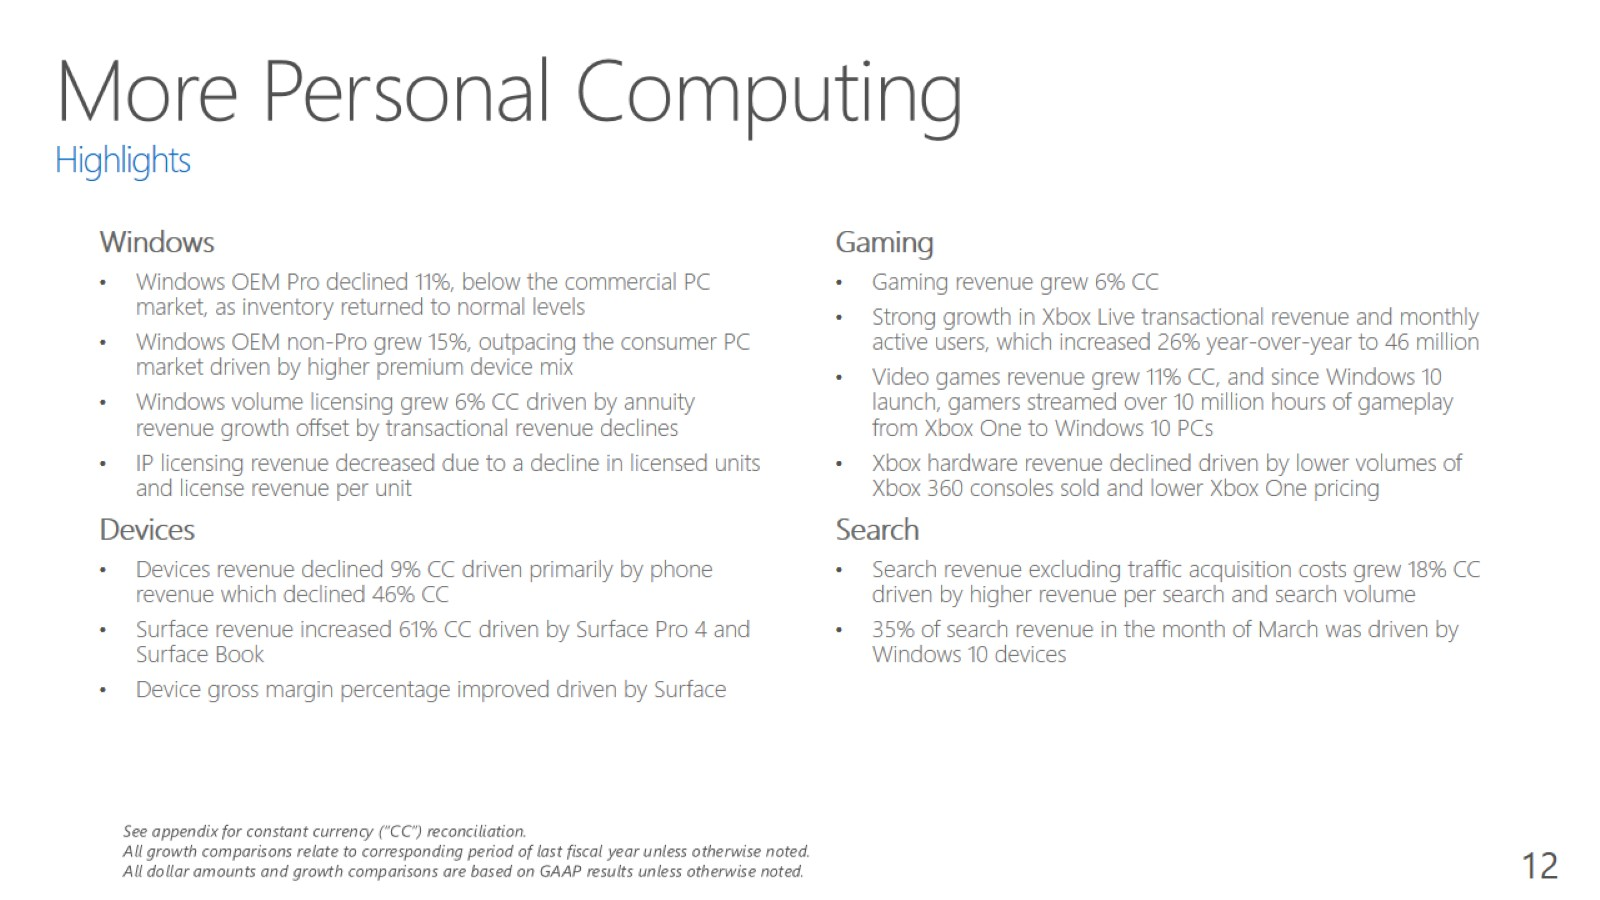 More Personal Computing
Highlights
Windows
• Windows OEM Pro declined 11%, below the commercial PC
market, as inventory returned to normal levels
• Windows OEM non-Pro grew 15%, outpacing the consumer PC
market driven by higher premium device mix
• Windows volume licensing grew 6% CC driven by annuity
revenue growth offset by transactional revenue declines
• IP licensing revenue decreased due to a decline in licensed units
and license revenue per unit
Devices
• Devices revenue declined 9% CC driven primarily by phone
revenue which declined 46% CC
• Surface revenue increased 61% CC driven by Surface Pro 4 and
Surface Book
• Device gross margin percentage improved driven by Surface
Gaming
• Gaming revenue grew 6% CC
• Strong growth in Xbox Live transactional revenue and monthly
active users, which increased 26% year-over-year to 46 million
• Video games revenue grew 11% CC, and since Windows 10
launch, gamers streamed over 10 million hours of gameplay
from Xbox One to Windows 10 PCs
• Xbox hardware revenue declined driven by lower volumes of
Xbox 360 consoles sold and lower Xbox One pricing
Search
• Search revenue excluding traffic acquisition costs grew 18% CC
driven by higher revenue per search and search volume
• 35% of search revenue in the month of March was driven by
Windows 10 devices
See appendix for constant currency ("CC") reconciliation.
All growth comparisons relate to corresponding period of last fiscal year unless otherwise noted.
All dollar amounts and growth comparisons are based on GAAP results unless otherwise noted.
12